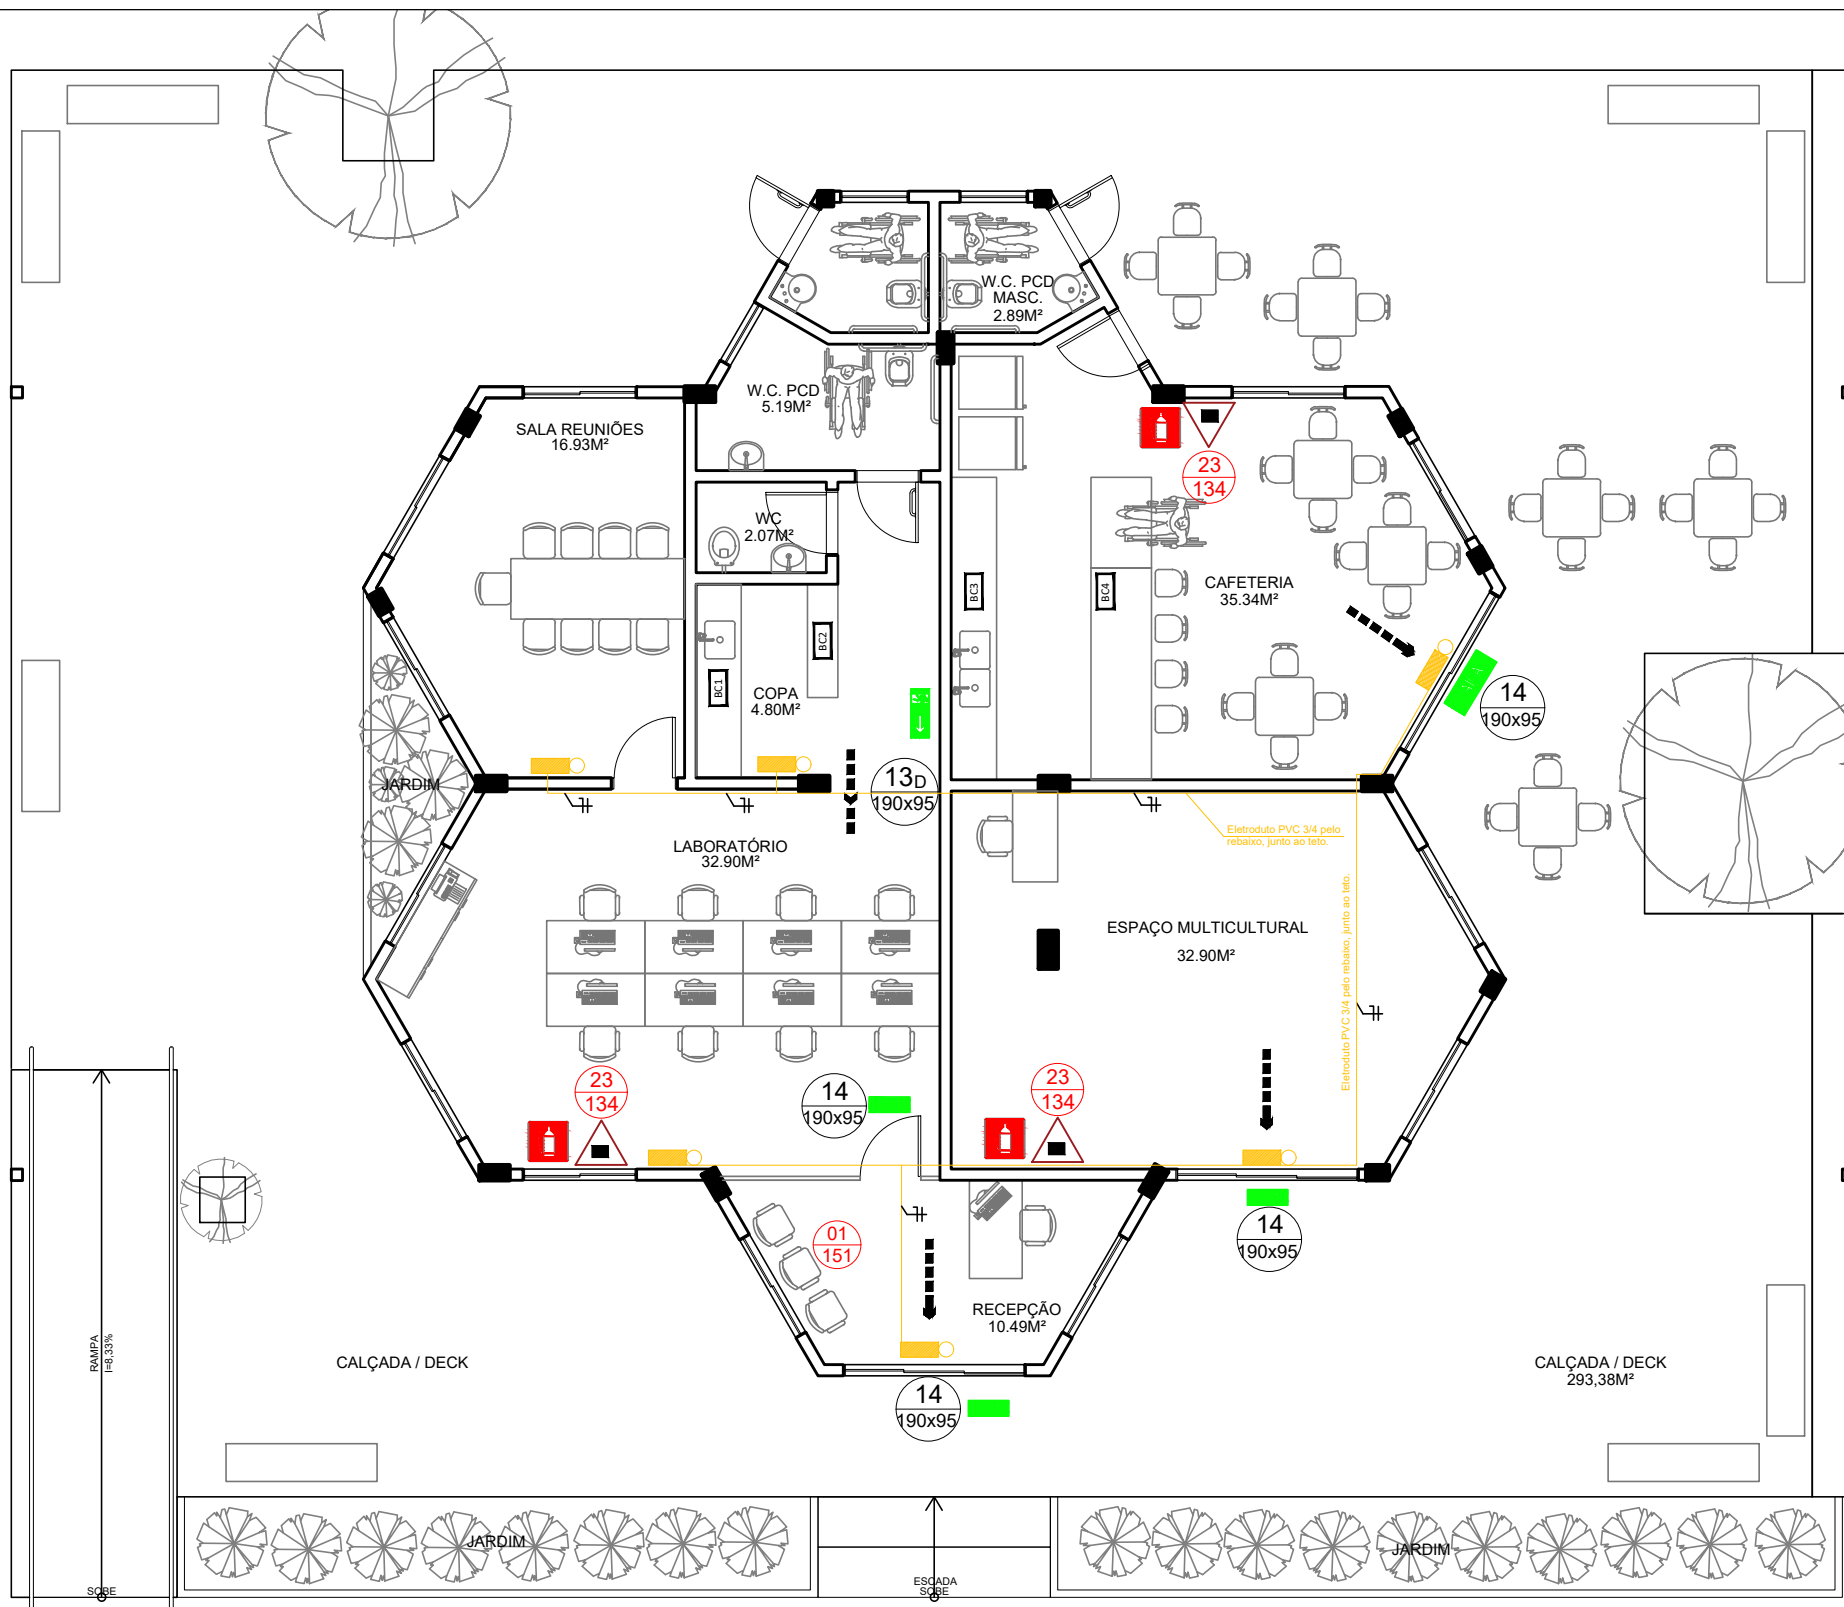 W.C. PCD
MASC.
2.89M²
W.C. PCD
5.19M²
SALA REUNIÕES
16.93M²
23
134
WC
2.07M²
BC3
BC4
CAFETERIA
35.34M²
BC2
BC1
COPA
4.80M²
14
190x95
JARDIM
13D
190x95
Eletroduto PVC 3/4 pelo
rebaixo, junto ao teto.
LABORATÓRIO
32.90M²
ESPAÇO MULTICULTURAL
32.90M²
Eletroduto PVC 3/4 pelo rebaixo, junto ao teto.
23
134
14
190x95
23
134
01
151
14
190x95
RECEPÇÃO
10.49M²
RAMPA
I=8,33%
CALÇADA / DECK
CALÇADA / DECK
293,38M²
14
190x95
JARDIM
JARDIM
SOBE
ESCADA
SOBE